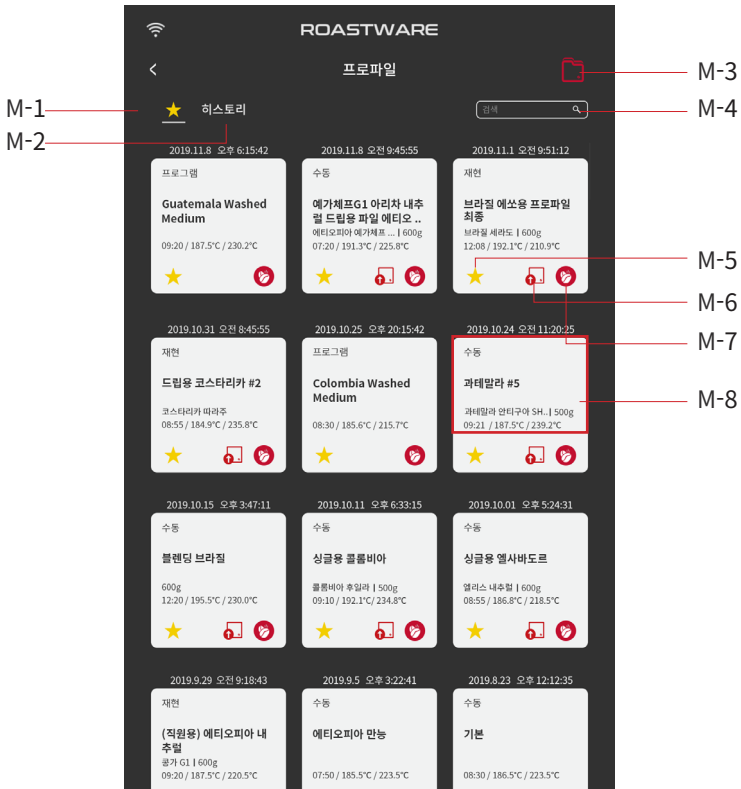 ROASTWARE
프로파일
M-3
M-1
히스토리
검색
M-4
M-2
2019.11.8 오후 6:15:42
프로그램
Guatemala Washed
Medium
09:20 / 187.5°C / 230.2°C
2019.11.8 오전 9:45:55
수동
예가체프G1 아리차 내추
럴 드립용 파일 에티오 ..
에티오피아 예가체프 ... | 600g
07:20 / 191.3°C / 225.8°C
2019.11.1 오전 9:51:12
재현
브라질 에쏘용 프로파일
최종
브라질 세라도 | 600g
12:08 / 192.1°C / 210.9°C
M-5
M-6
M-7
2019.10.31 오전 8:45:55
재현
드립용 코스타리카 #2
코스타리카 따라주
08:55 / 184.9°C / 235.8°C
2019.10.25 오후 20:15:42
프로그램
Colombia Washed
Medium
08:30 / 185.6°C / 215.7°C
2019.10.24 오전 11:20:25
수동
과테말라 #5
과테말라 안티구아 SH..| 500g
09:21 / 187.5°C / 239.2°C
M-8
2019.10.15 오후 3:47:11
수동
블렌딩 브라질
600g
12:20 / 195.5°C / 230.0°C
2019.10.11 오후 6:33:15
수동
싱글용 콜롬비아
콜롬비아 후일라 | 500g
09:10 / 192.1°C/ 234.8°C
2019.10.01 오후 5:24:31
수동
싱글용 엘사바도르
엘리스 내추럴 | 600g
08:55 / 186.8°C / 218.5°C
2019.9.29 오전 9:18:43
재현
(직원용) 에티오피아 내
추럴
콩가 G1 | 600g
09:20 / 187.5°C / 220.5°C
2019.9.5 오후 3:22:41
수동
에티오피아 만능
07:50 / 185.5°C / 223.5°C
2019.8.23 오후 12:12:35
수동
기본
08:30 / 186.5°C / 223.5°C